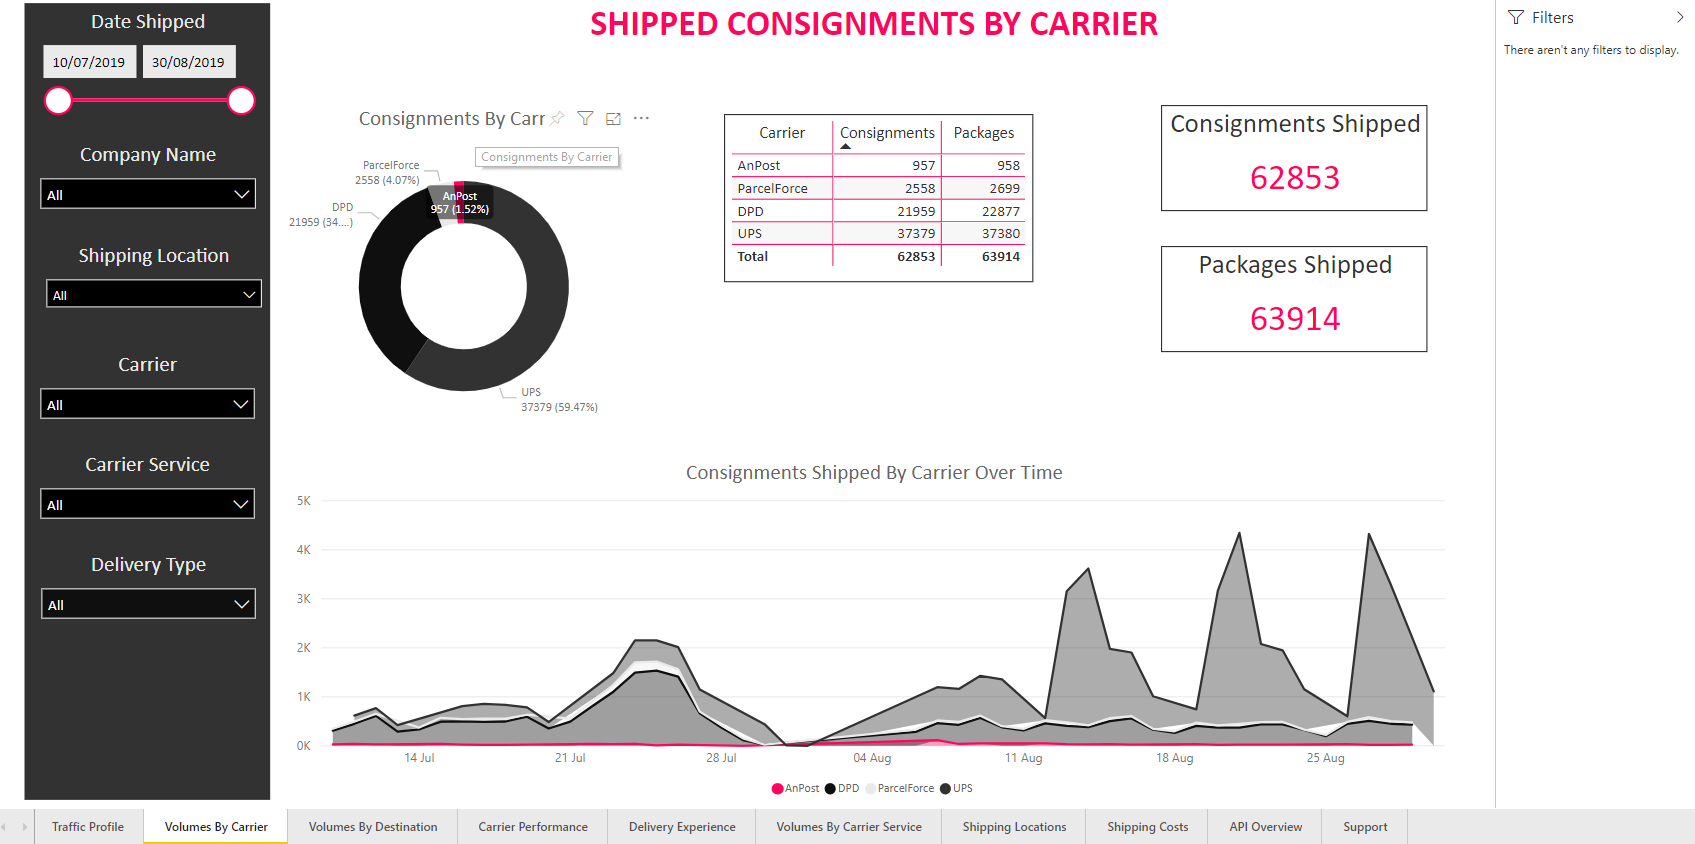 Date Shipped
10/07/2019 30/08/2019
Company Name
All
Shipping Location
All
Carrier
All
Carrier Service
All
Delivery Type
All
SHIPPED CONSIGNMENTS BY CARRIER
Consignments By Carr
Consignments By Carrier
ParcelForce
2558 (4.07%)
AnPost
957 (1.52%)
DPD
21959 (34....)
UPS
37379 (59.47%)
Carrier Consignments Packages
AnPost 957 958
ParcelForce 2558 2699
DPD 21959 22877
UPS 37379 37380
Total 62853 63914
Consignments Shipped
62853
Packages Shipped
63914
Consignments Shipped By Carrier Over Time
5K
4K
3K
2K
1K
0K
14 Jul 21 Jul 28 Jul 04 Aug 11 Aug 18 Aug 25 Aug
AnPost DPD ParcelForce UPS
Filters
There aren't any filters to display.
Traffic Profile Volumes By Carrier Volumes By Destination Carrier Performance Delivery Experience Volumes By Carrier Service Shipping Locations Shipping Costs API Overview Support